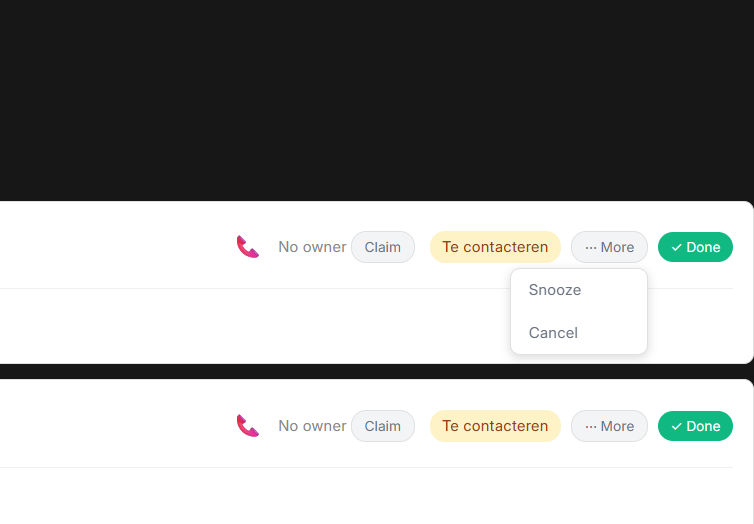 No owner Claim Te contacteren ··· More ✓ Done
Snooze
Cancel
No owner Claim Te contacteren ··· More ✓ Done